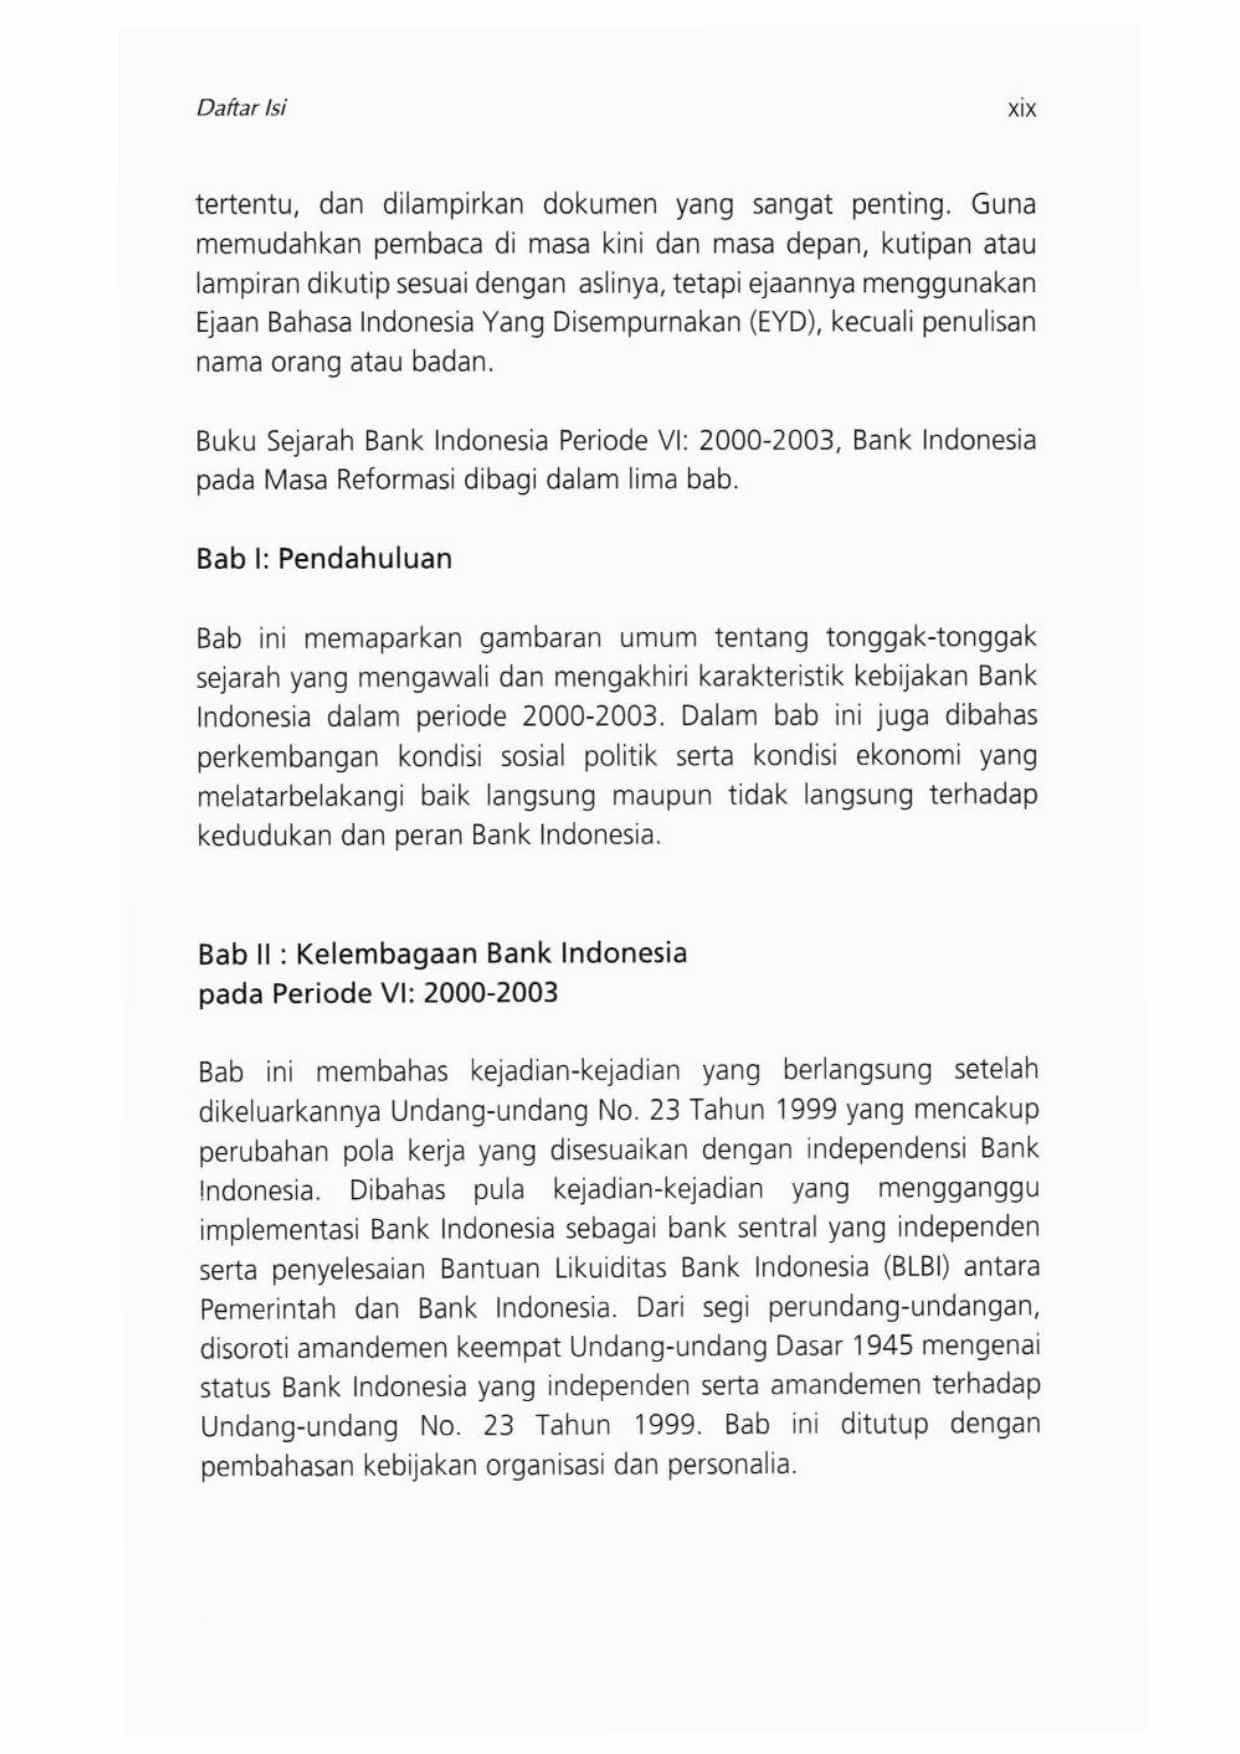 Daftar Isi
xix
tertentu, dan dilampirkan dokumen yang sangat penting. Guna
memudahkan pembaca di masa kini dan masa depan, kutipan atau
lampiran dikutip sesuai dengan aslinya, tetapi ejaannya menggunakan
Ejaan Bahasa Indonesia Yang Disempurnakan (EYD), kecuali penulisan
nama orang atau badan.
Buku Sejarah Bank Indonesia Periode VI: 2000-2003, Bank Indonesia
pada Masa Reformasi dibagi dalam lima bab.
Bab I: Pendahuluan
Bab ini memaparkan gambaran umum tentang tonggak-tonggak
sejarah yang mengawali dan mengakhiri karakteristik kebijakan Bank
Indonesia dalam periode 2000-2003. Dalam bab ini juga dibahas
perkembangan kondisi sosial politik serta kondisi ekonomi yang
melatarbelakangi baik langsung maupun tidak langsung terhadap
kedudukan dan peran Bank Indonesia.
Bab II : Kelembagaan Bank Indonesia
pada Periode VI: 2000-2003
Bab ini membahas kejadian-kejadian yang berlangsung setelah
dikeluarkannya Undang-undang No. 23 Tahun 1999 yang mencakup
perubahan pola kerja yang disesuaikan dengan independensi Bank
Indonesia. Dibahas pula kejadian-kejadian yang mengganggu
implementasi Bank Indonesia sebagai bank sentral yang independen
serta penyelesaian Bantuan Likuiditas Bank Indonesia (BLBI) antara
Pemerintah dan Bank Indonesia. Dari segi perundang-undangan,
disoroti amandemen keempat Undang-undang Dasar 1945 mengenai
status Bank Indonesia yang independen serta amandemen terhadap
Undang-undang No. 23 Tahun 1999. Bab ini ditutup dengan
pembahasan kebijakan organisasi dan personalia.